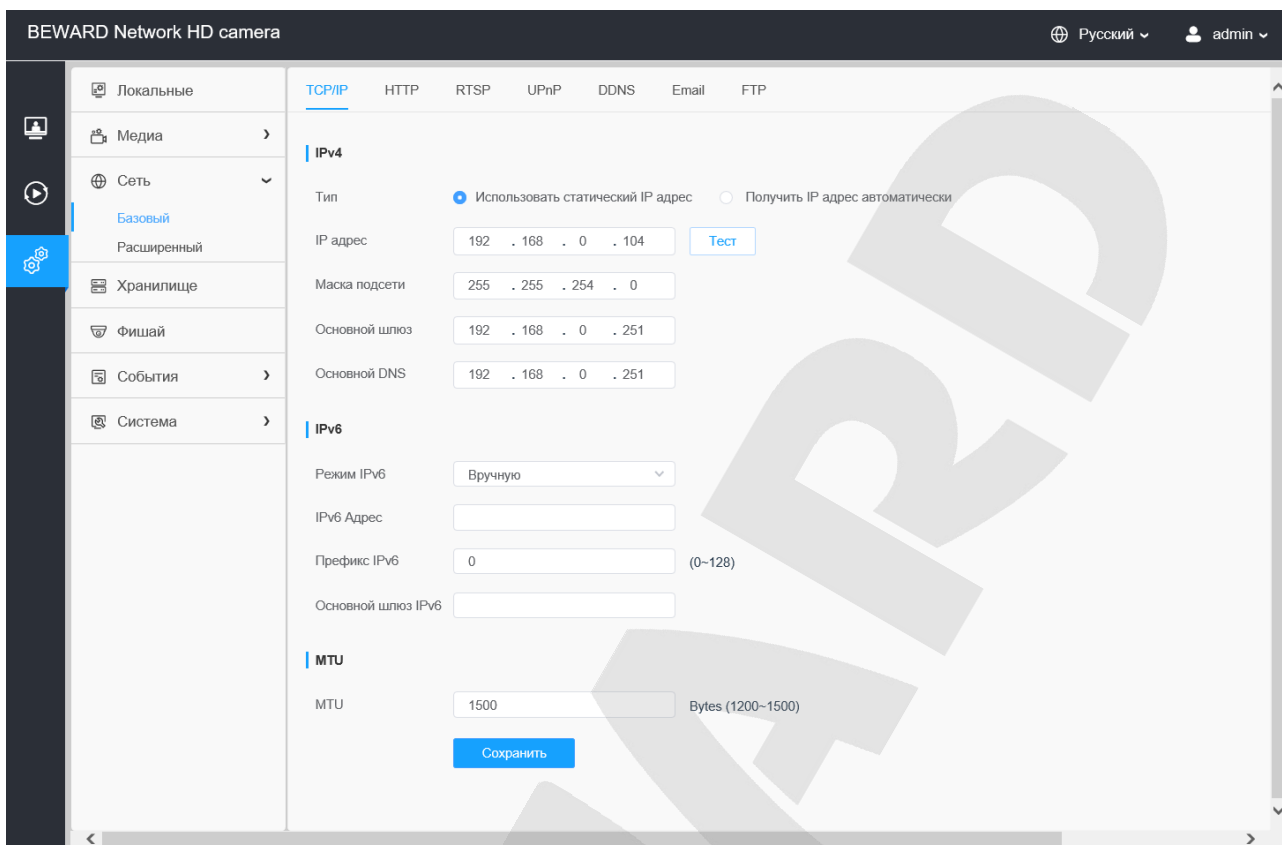 BEWARD Network HD camera
Русский
admin
Локальные
Медиа
Сеть
Базовый
Расширенный
Хранилище
Фишай
События
Система
TCP/IP HTTP RTSP UPnP DDNS Email FTP
IPv4
Тип Использовать статический IP адрес Получить IP адрес автоматически
IP адрес 192 . 168 . 0 . 104 Тест
Маска подсети 255 . 255 . 254 . 0
Основной шлюз 192 . 168 . 0 . 251
Основной DNS 192 . 168 . 0 . 251
IPv6
Режим IPv6 Вручную
IPv6 Адрес
Префикс IPv6 0 (0~128)
Основной шлюз IPv6
MTU
MTU 1500 Bytes (1200~1500)
Сохранить
WARD